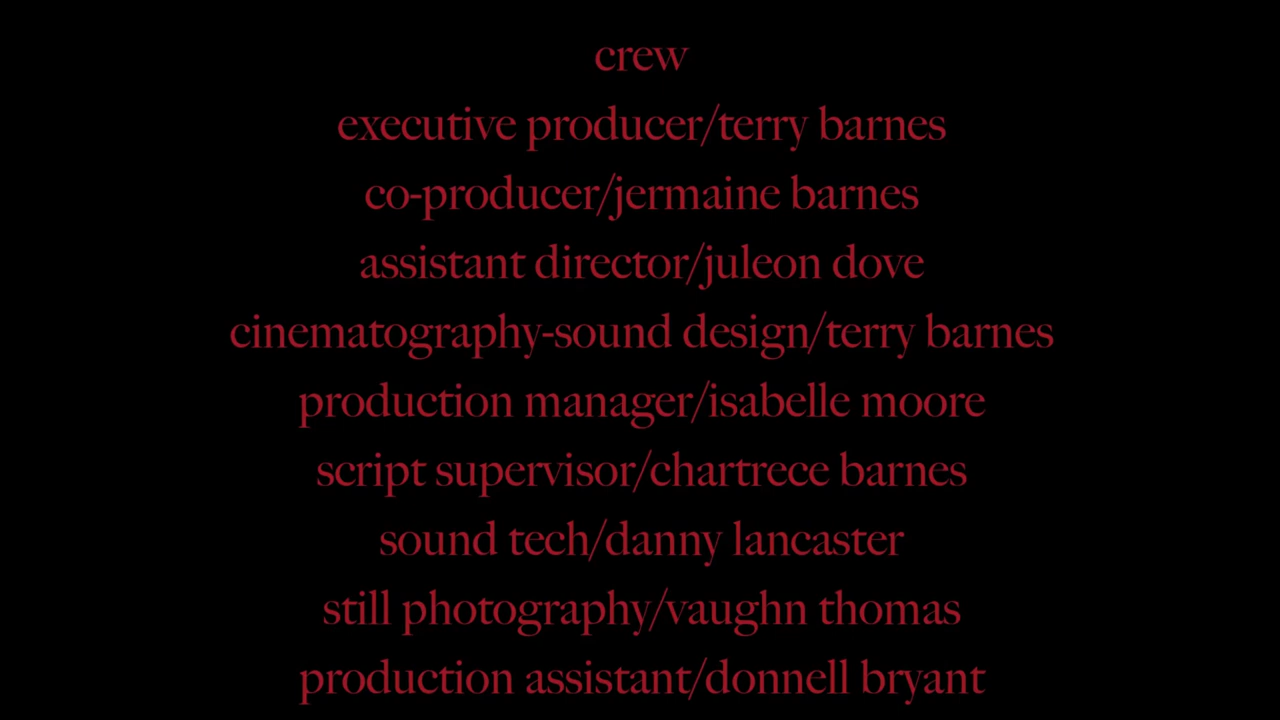 crew
executive producer/terry barnes
co-producer/jermaine barnes
assistant director/juleon dove
cinematography-sound design/terry barnes
production manager/isabelle moore
script supervisor/chartrece barnes
sound tech/danny lancaster
still photography/vaughn thomas
production assistant/donnell bryant